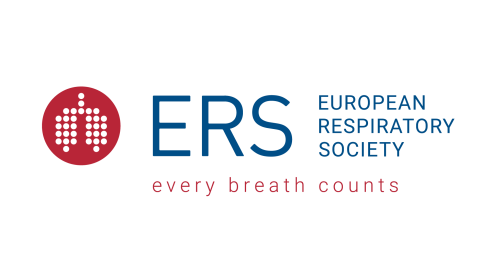 ERS
EUROPEAN
RESPIRATORY
SOCIETY
every breath counts